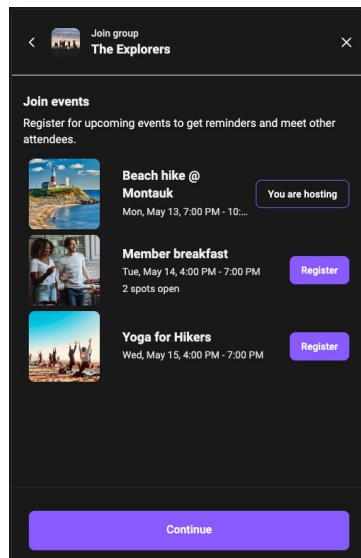 Join group
The Explorers
Join events
Register for upcoming events to get reminders and meet other
attendees.
Beach hike @
Montauk
Mon, May 13, 7:00 PM - 10:...
You are hosting
Member breakfast
Tue, May 14, 4:00 PM - 7:00 PM
2 spots open
Register
Yoga for Hikers
Wed, May 15, 4:00 PM - 7:00 PM
Register
Continue